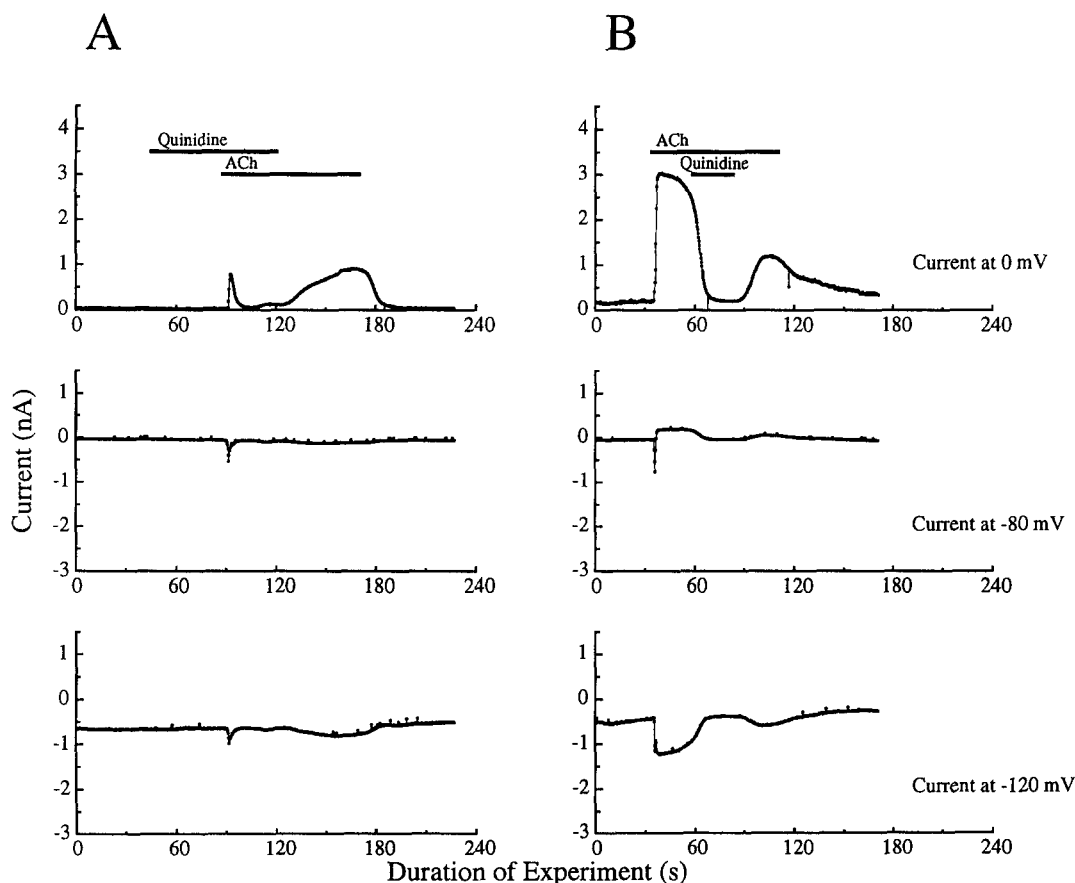 A
B
4
3
2
1
0
Quinidine
ACh
0 60 120 180 240
4
3
2
1
0
ACh
Quinidine
0 60 120 180 240
Current at 0 mV
1
0
-1
-2
-3
0 60 120 180 240
1
0
-1
-2
-3
0 60 120 180 240
Current at -80 mV
1
0
-1
-2
-3
0 60 120 180 240
1
0
-1
-2
-3
0 60 120 180 240
Current at -120 mV
Current (nA)
Duration of Experiment (s)